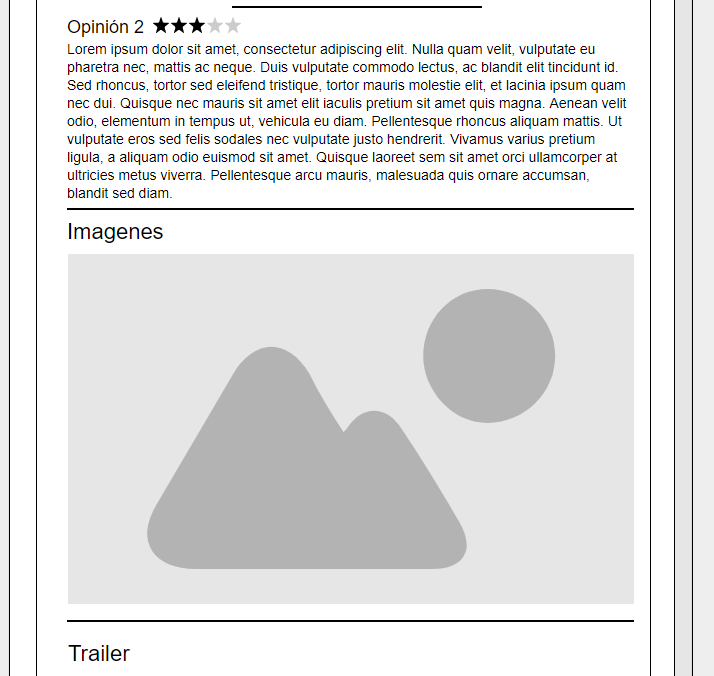 Opinión 2
Lorem ipsum dolor sit amet, consectetur adipiscing elit. Nulla quam velit, vulputate eu
pharetra nec, mattis ac neque. Duis vulputate commodo lectus, ac blandit elit tincidunt id.
Sed rhoncus, tortor sed eleifend tristique, tortor mauris molestie elit, et lacinia ipsum quam
nec dui. Quisque nec mauris sit amet elit iaculis pretium sit amet quis magna. Aenean velit
odio, elementum in tempus ut, vehicula eu diam. Pellentesque rhoncus aliquam mattis. Ut
vulputate eros sed felis sodales nec vulputate justo hendrerit. Vivamus varius pretium
ligula, a aliquam odio euismod sit amet. Quisque laoreet sem sit amet orci ullamcorper at
ultricies metus viverra. Pellentesque arcu mauris, malesuada quis ornare accumsan,
blandit sed diam.
Imagenes
Trailer